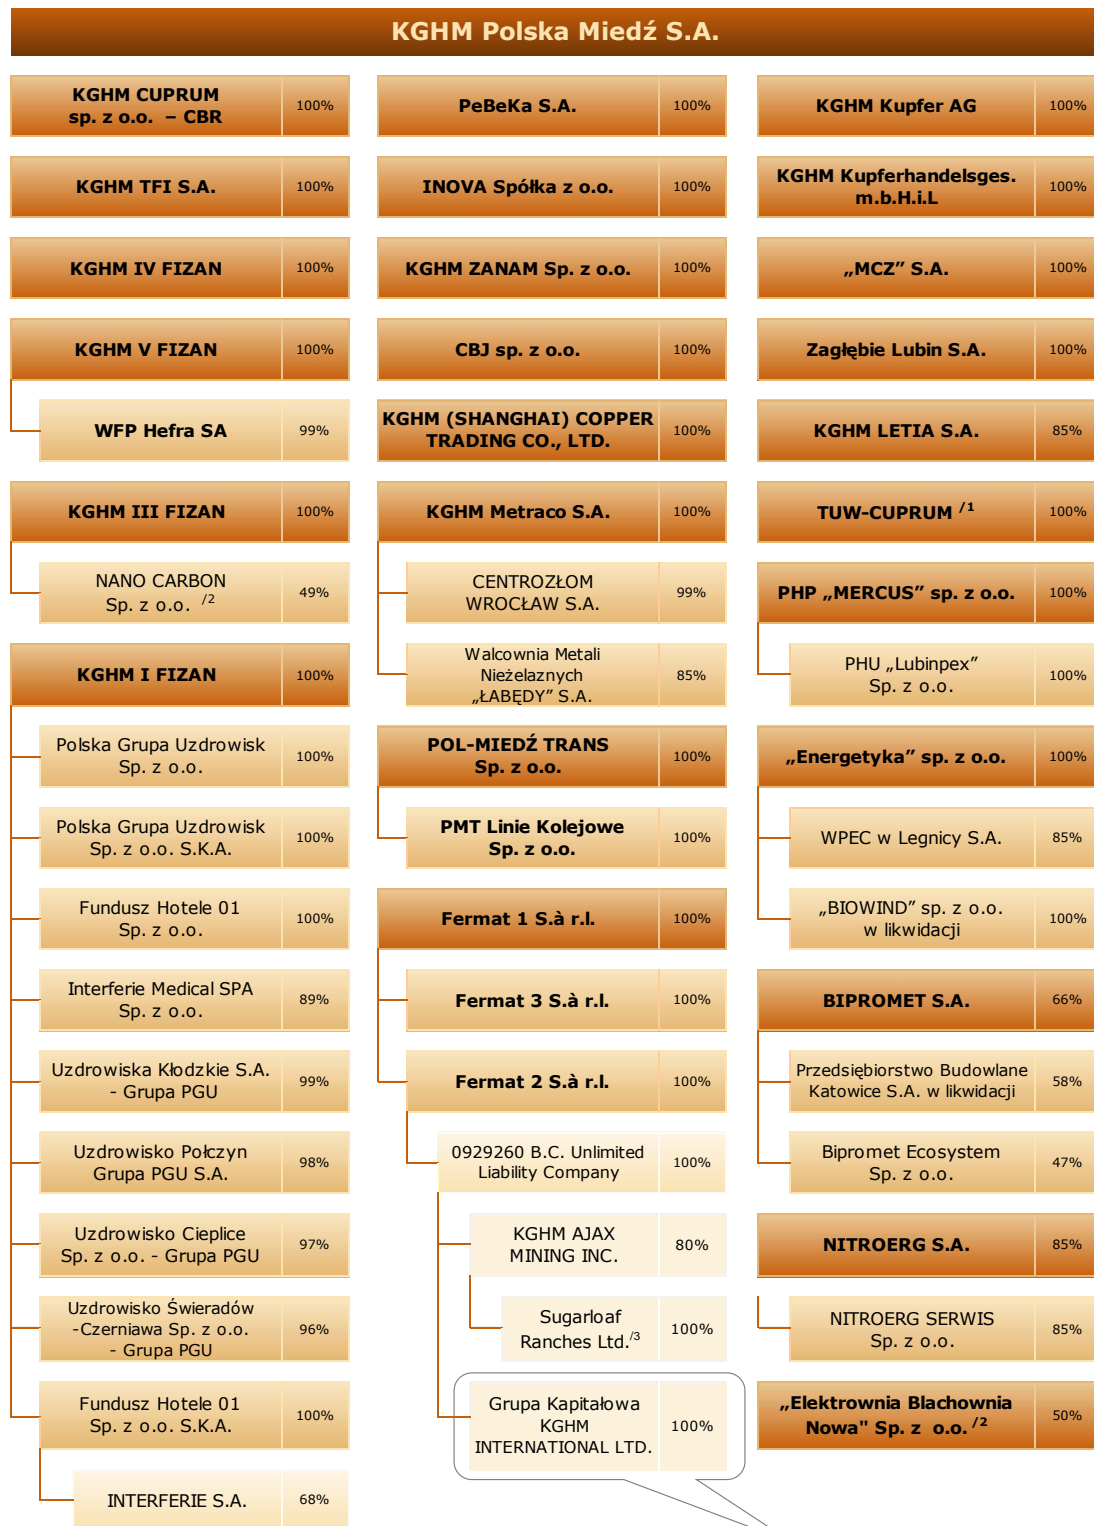 KGHM Polska Miedź S.A.
KGHM CUPRUM
sp. z o.o. – CBR
100%
KGHM TFI S.A.
100%
KGHM IV FIZAN
100%
KGHM V FIZAN
100%
WFP Hefra SA
99%
KGHM III FIZAN
100%
NANO CARBON
Sp. z o.o. /2
49%
KGHM I FIZAN
100%
Polska Grupa Uzdrowisk
Sp. z o.o.
100%
Polska Grupa Uzdrowisk
Sp. z o.o. S.K.A.
100%
Fundusz Hotele 01
Sp. z o.o.
100%
Interferie Medical SPA
Sp. z o.o.
89%
Uzdrowiska Kłodzkie S.A.
- Grupa PGU
99%
Uzdrowisko Połczyn
Grupa PGU S.A.
98%
Uzdrowisko Cieplice
Sp. z o.o. - Grupa PGU
97%
Uzdrowisko Świeradów
-Czerniawa Sp. z o.o.
- Grupa PGU
96%
Fundusz Hotele 01
Sp. z o.o. S.K.A.
100%
INTERFERIE S.A.
68%
PeBeKa S.A.
100%
INOVA Spółka z o.o.
100%
KGHM ZANAM Sp. z o.o.
100%
CBJ sp. z o.o.
100%
KGHM (SHANGHAI) COPPER
TRADING CO., LTD.
100%
KGHM Metraco S.A.
100%
CENTROZŁOM
WROCŁAW S.A.
99%
Walcownia Metali
Nieżelaznych
„ŁABĘDY” S.A.
85%
POL-MIEDŹ TRANS
Sp. z o.o.
100%
PMT Linie Kolejowe
Sp. z o.o.
100%
Fermat 1 S.à r.l.
100%
Fermat 3 S.à r.l.
100%
Fermat 2 S.à r.l.
100%
0929260 B.C. Unlimited
Liability Company
100%
KGHM AJAX
MINING INC.
80%
Sugarloaf
Ranches Ltd./3
100%
Grupa Kapitałowa
KGHM
INTERNATIONAL LTD.
100%
KGHM Kupfer AG
100%
KGHM Kupferhandelsges.
m.b.H.i.L
100%
„MCZ” S.A.
100%
Zagłębie Lubin S.A.
100%
KGHM LETIA S.A.
85%
TUW-CUPRUM /1
100%
PHP „MERCUS” sp. z o.o.
100%
PHU „Lubinpex”
Sp. z o.o.
100%
„Energetyka” sp. z o.o.
100%
WPEC w Legnicy S.A.
85%
„BIOWIND” sp. z o.o.
w likwidacji
100%
BIPROMET S.A.
66%
Przedsiębiorstwo Budowlane
Katowice S.A. w likwidacji
58%
Bipromet Ecosystem
Sp. z o.o.
47%
NITROERG S.A.
85%
NITROERG SERWIS
Sp. z o.o.
85%
„Elektrownia Blachownia
Nowa" Sp. z o.o. /2
50%